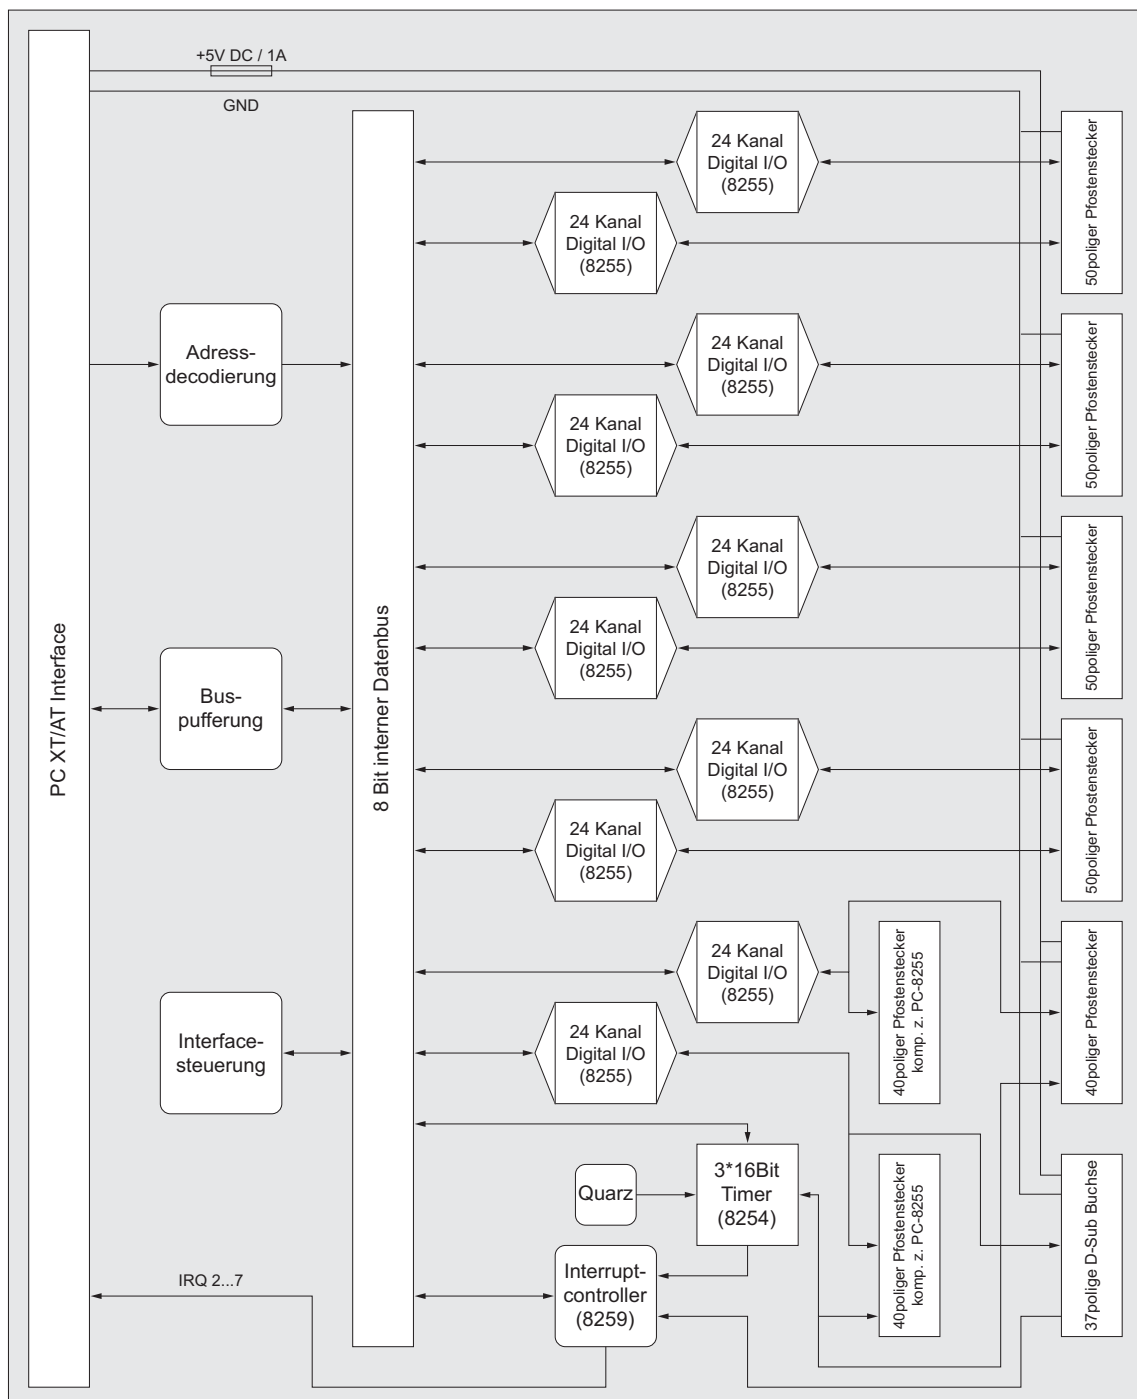 +5V DC / 1A
GND
PC XT/AT Interface
Adress-
decodierung
Bus-
pufferung
Interface-
steuerung
IRQ 2...7
8 Bit interner Datenbus
24 Kanal
Digital I/O
(8255)
24 Kanal
Digital I/O
(8255)
50poliger Pfostenstecker
24 Kanal
Digital I/O
(8255)
24 Kanal
Digital I/O
(8255)
50poliger Pfostenstecker
24 Kanal
Digital I/O
(8255)
24 Kanal
Digital I/O
(8255)
50poliger Pfostenstecker
24 Kanal
Digital I/O
(8255)
24 Kanal
Digital I/O
(8255)
50poliger Pfostenstecker
24 Kanal
Digital I/O
(8255)
24 Kanal
Digital I/O
(8255)
40poliger Pfostenstecker
komp. z. PC-8255
40poliger Pfostenstecker
Quarz
3*16Bit
Timer
(8254)
Interrupt-
controller
(8259)
40poliger Pfostenstecker
komp. z. PC-8255
37polige D-Sub Buchse